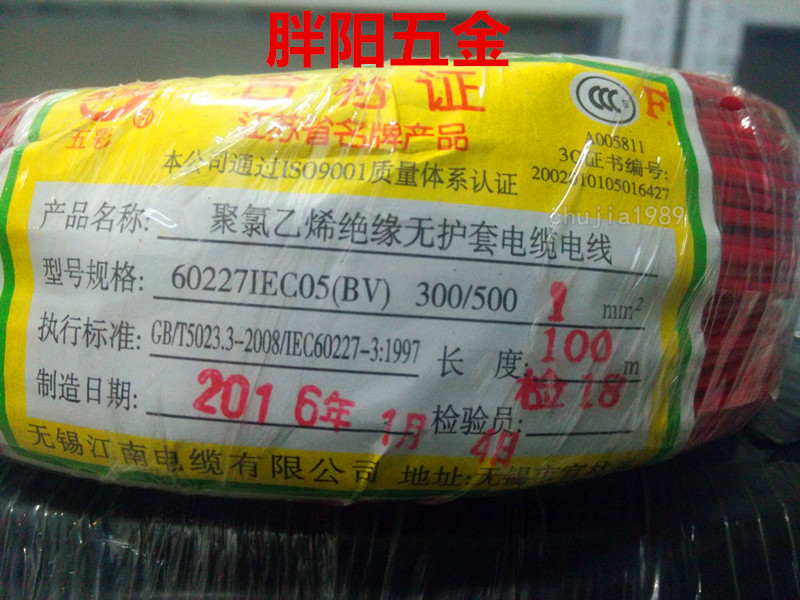 胖阳五金
合格证
五彩
江苏省名牌产品
本公司通过ISO9001质量体系认证
CCC
F.
A005811
3C证书编号:
2002010105016427
产品名称: 聚氯乙烯绝缘无护套电缆电线
chujia1989
型号规格: 60227IEC05(BV) 300/500 1 mm²
执行标准: GB/T5023.3-2008/IEC60227-3:1997 长 度: 100 m
制造日期: 2016年1月4日 检验员: 检18
无锡江南电缆有限公司 地址:无锡市官林